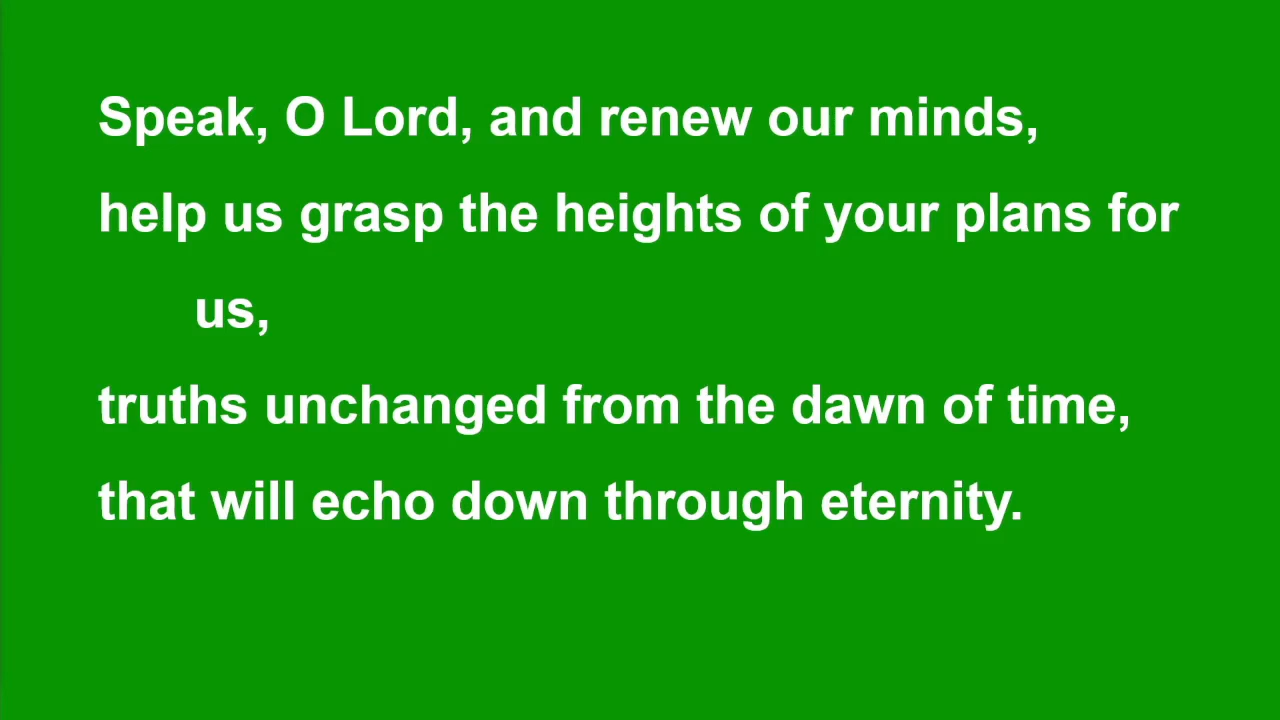 Speak, O Lord, and renew our minds,
help us grasp the heights of your plans for
us,
truths unchanged from the dawn of time,
that will echo down through eternity.